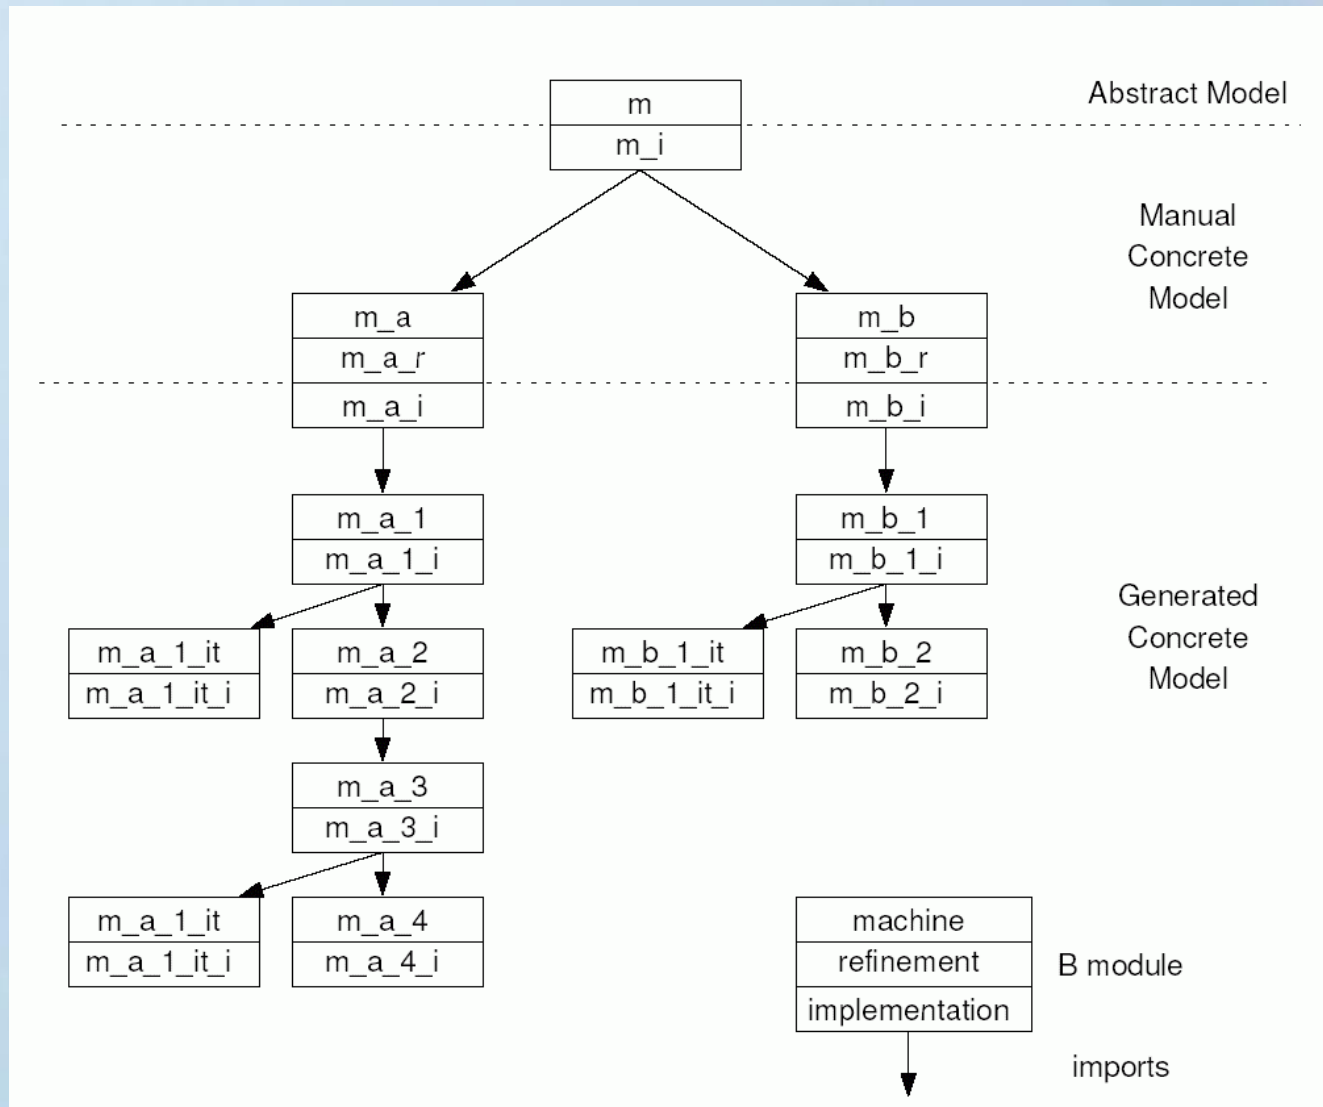 m
Abstract Model
m_i
Manual
Concrete
Model
m_a
m_a_r
m_a_i
m_b
m_b_r
m_b_i
m_a_1
m_a_1_i
m_b_1
m_b_1_i
m_a_1_it
m_a_1_it_i
m_a_2
m_a_2_i
m_b_1_it
m_b_1_it_i
m_b_2
m_b_2_i
Generated
Concrete
Model
m_a_3
m_a_3_i
m_a_1_it
m_a_1_it_i
m_a_4
m_a_4_i
machine
refinement
implementation
B module
imports